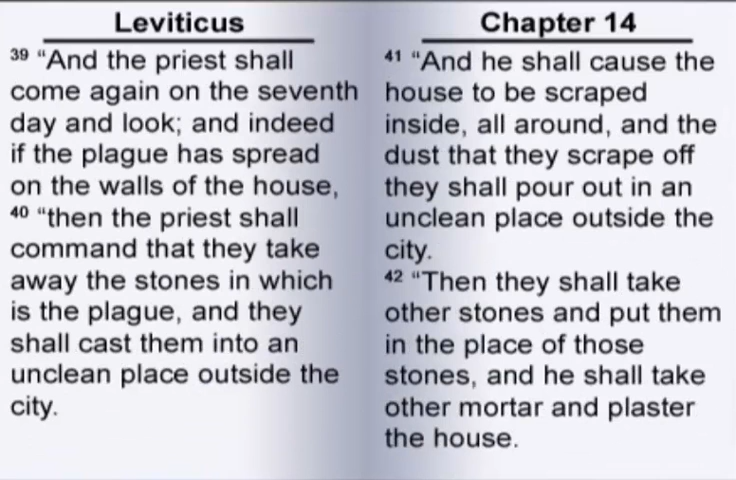 Leviticus
³⁹ “And the priest shall
come again on the seventh
day and look; and indeed
if the plague has spread
on the walls of the house,
⁴⁰ “then the priest shall
command that they take
away the stones in which
is the plague, and they
shall cast them into an
unclean place outside the
city.
Chapter 14
⁴¹ “And he shall cause the
house to be scraped
inside, all around, and the
dust that they scrape off
they shall pour out in an
unclean place outside the
city.
⁴² “Then they shall take
other stones and put them
in the place of those
stones, and he shall take
other mortar and plaster
the house.